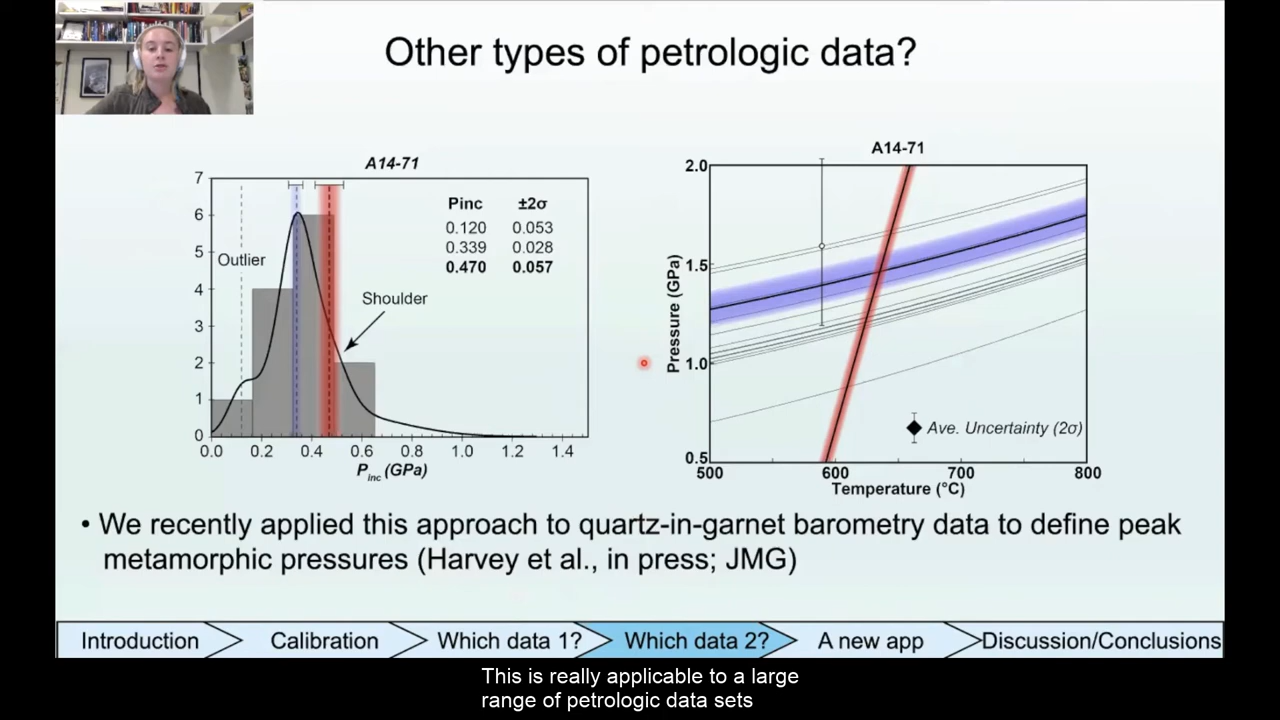 Other types of petrologic data?
A14-71
7
6
5
4
3
2
1
0
0.0 0.2 0.4 0.6 0.8 1.0 1.2 1.4
Pinc (GPa)
Outlier
Shoulder
Pinc ±2σ
0.120 0.053
0.339 0.028
0.470 0.057
A14-71
2.0
1.5
1.0
0.5
Pressure (GPa)
500 600 700 800
Temperature (°C)
Ave. Uncertainty (2σ)
• We recently applied this approach to quartz-in-garnet barometry data to define peak
metamorphic pressures (Harvey et al., in press; JMG)
Introduction Calibration Which data 1? Which data 2? A new app Discussion/Conclusions
This is really applicable to a large
range of petrologic data sets